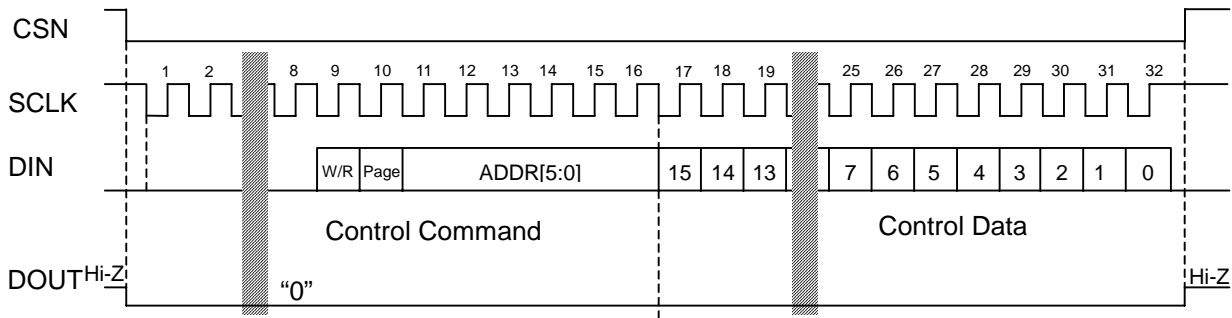 CSN
1 2 8 9 10 11 12 13 14 15 16 17 18 19 25 26 27 28 29 30 31 32
SCLK
DIN W/R Page ADDR[5:0] 15 14 13 7 6 5 4 3 2 1 0
Control Command Control Data
DOUT Hi-Z "0" Hi-Z